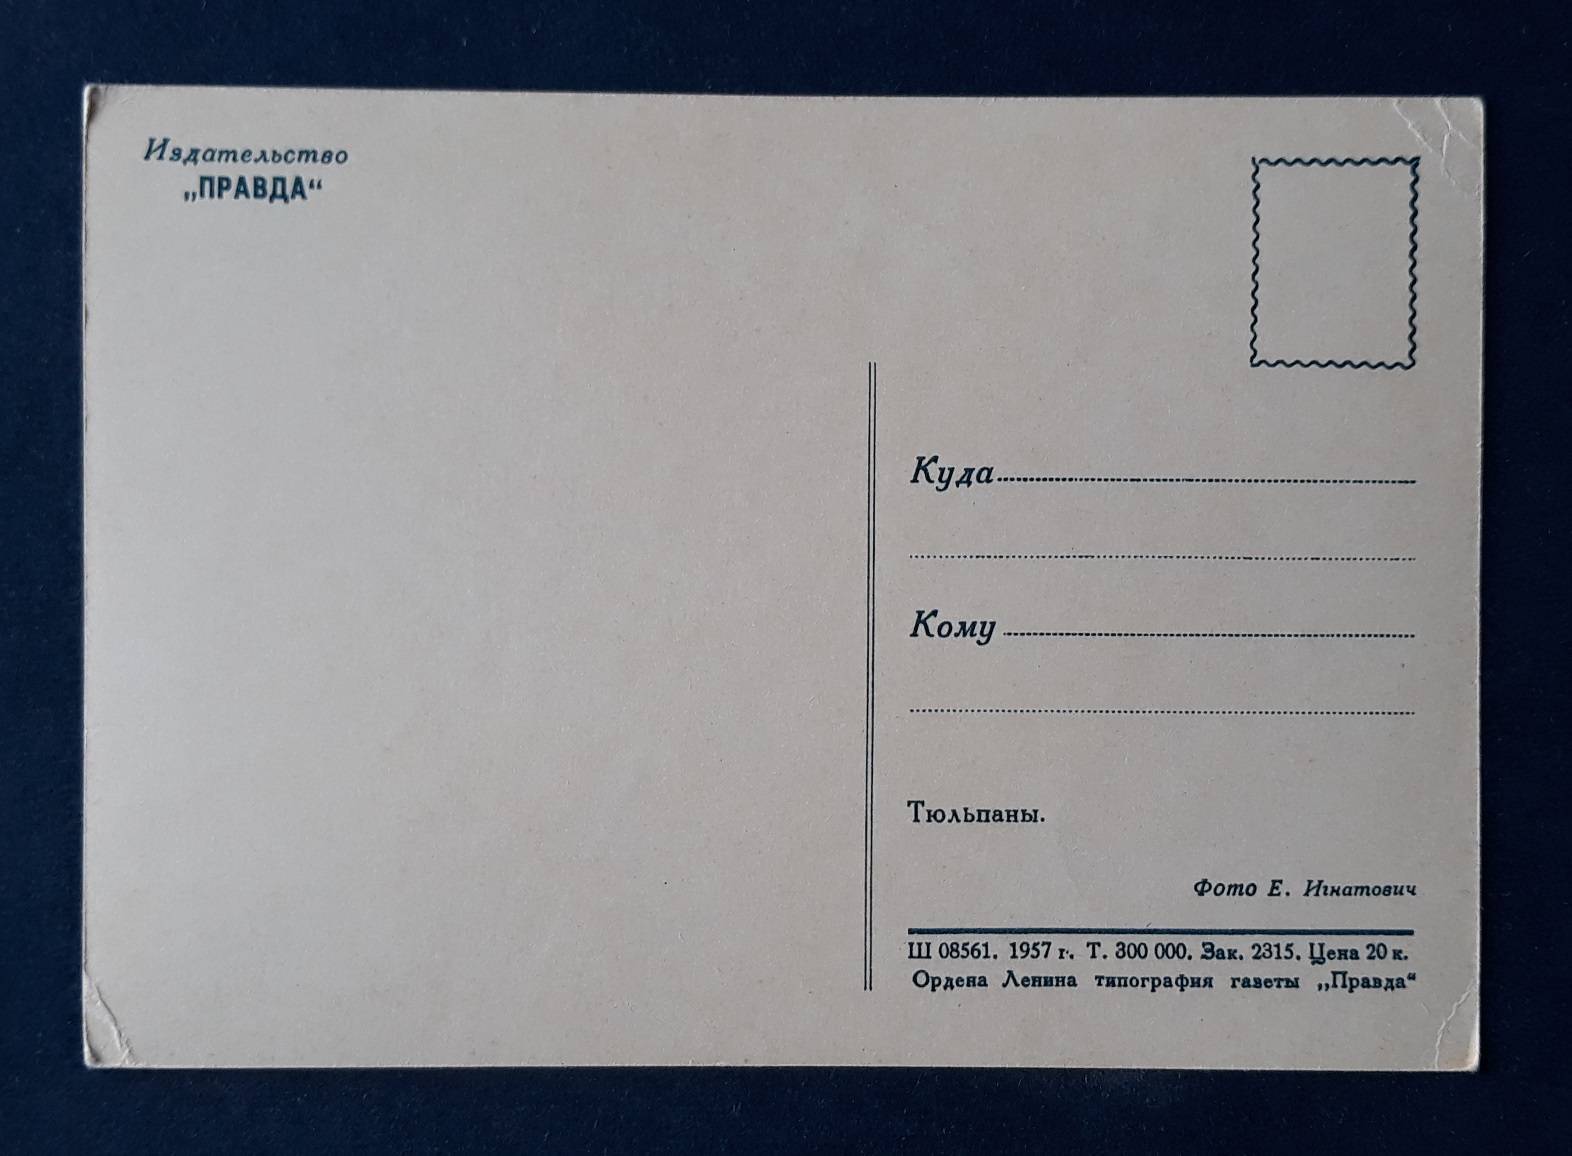 Издательство
„ПРАВДА“
Куда
Кому
Тюльпаны.
Фото Е. Игнатович
Ш 08561. 1957 г. Т. 300 000. Зак. 2315. Цена 20 к.
Ордена Ленина типография газеты „Правда“